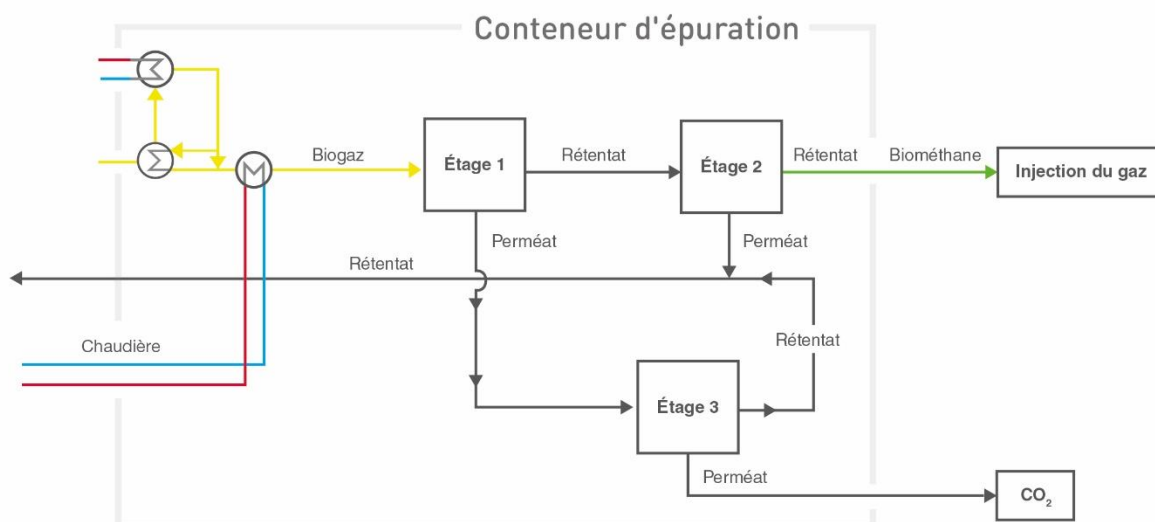 Conteneur d'épuration
Biogaz
Étage 1
Rétentat
Étage 2
Rétentat
Biométhane
Injection du gaz
Perméat
Perméat
Rétentat
Chaudière
Rétentat
Étage 3
Perméat
CO₂